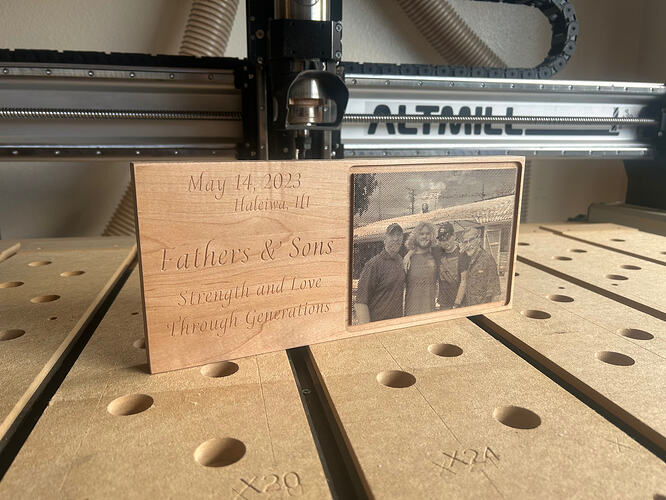 ALTMILL
May 14, 2023
Haleiwa, HI
Fathers & Sons
Strength and Love
Through Generations
X20
X24